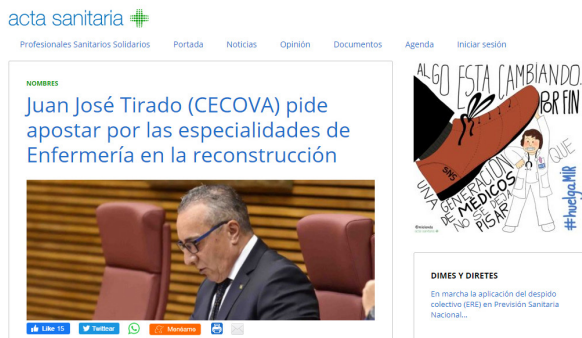 acta sanitaria
Profesionales Sanitarios Solidarios Portada Noticias Opinión Documentos Agenda Iniciar sesión
NOMBRES
Juan José Tirado (CECOVA) pide
apostar por las especialidades de
Enfermería en la reconstrucción
Like 15
Twittear
Menéame
ALGO ESTA CAMBIANDO.
POR FIN
SNS
UNA
GENERACIÓN
DE MÉDICOS
QUE
NO SE DEJA
PISAR
#huelgaMIR
DIMES Y DIRETES
En marcha la aplicación del despido
colectivo (ERE) en Previsión Sanitaria
Nacional...